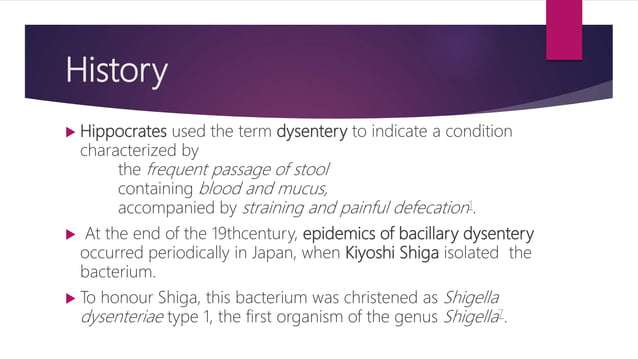 History
Hippocrates used the term dysentery to indicate a condition
characterized by
the frequent passage of stool
containing blood and mucus,
accompanied by straining and painful defecation1.
At the end of the 19thcentury, epidemics of bacillary dysentery
occurred periodically in Japan, when Kiyoshi Shiga isolated the
bacterium.
To honour Shiga, this bacterium was christened as Shigella
dysenteriae type 1, the first organism of the genus Shigella7.